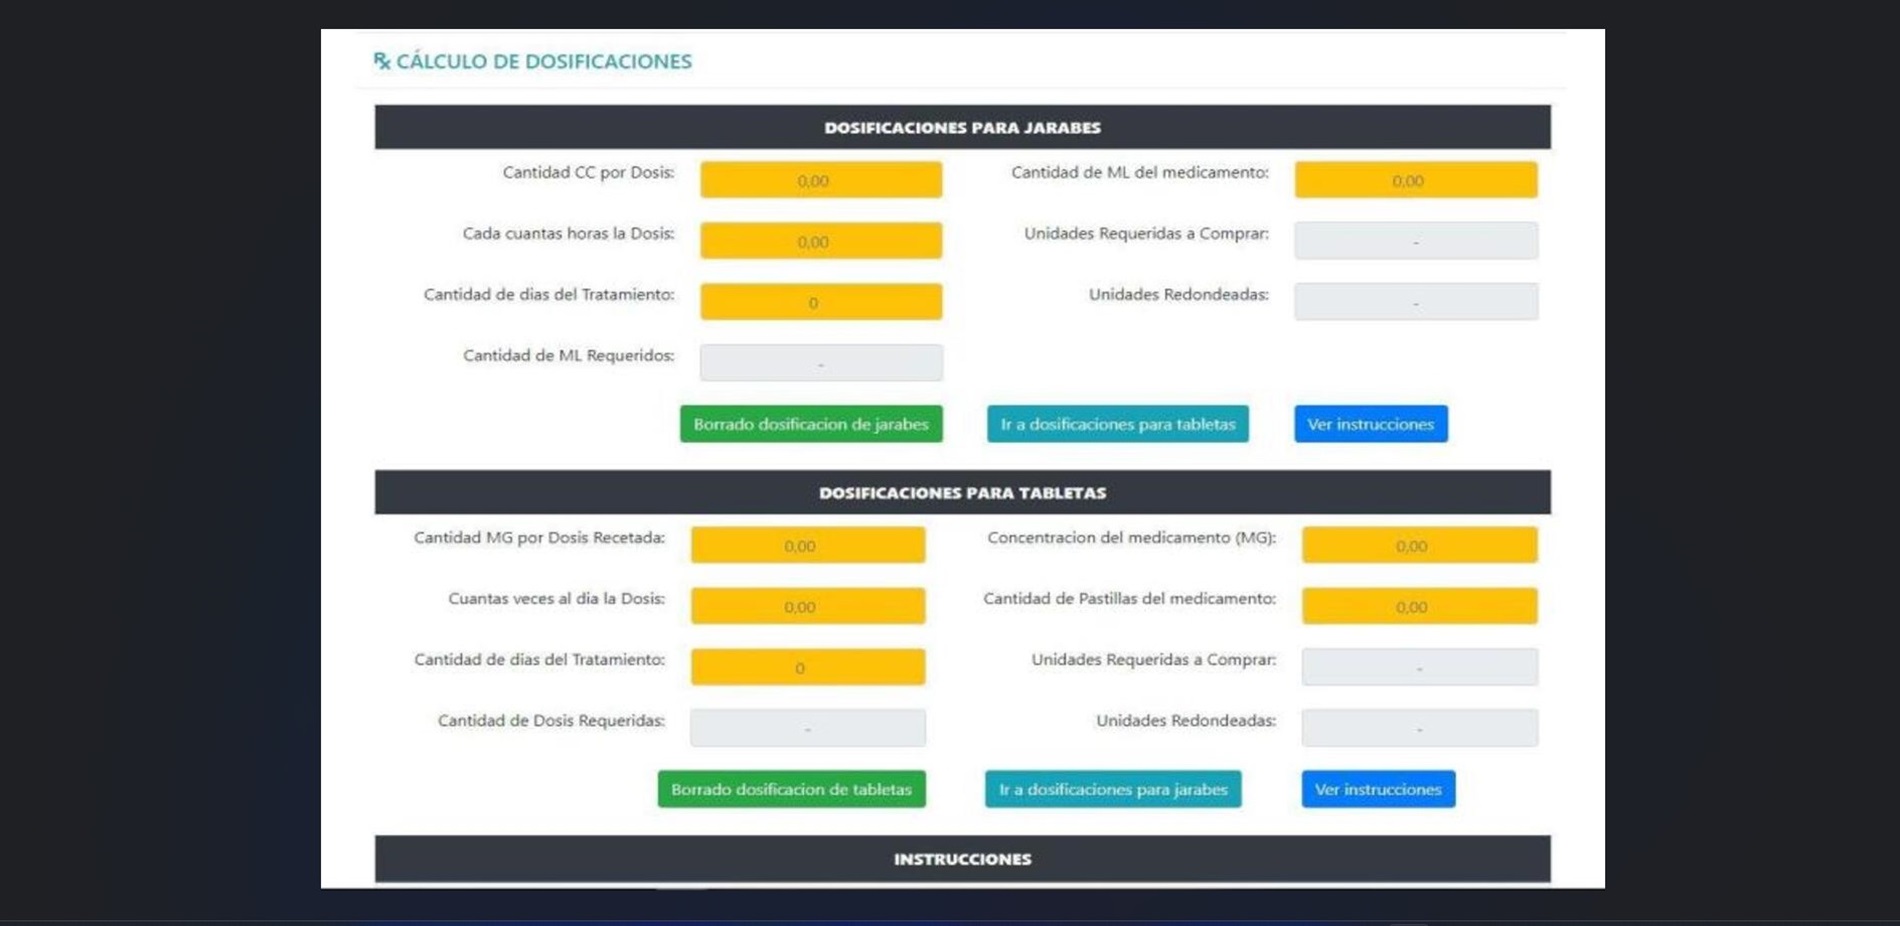 ℞ CÁLCULO DE DOSIFICACIONES
DOSIFICACIONES PARA JARABES
Cantidad CC por Dosis: 0,00 Cantidad de ML del medicamento: 0,00
Cada cuantas horas la Dosis: 0,00 Unidades Requeridas a Comprar: -
Cantidad de dias del Tratamiento: 0 Unidades Redondeadas: -
Cantidad de ML Requeridos: -
Borrado dosificacion de jarabes Ir a dosificaciones para tabletas Ver instrucciones
DOSIFICACIONES PARA TABLETAS
Cantidad MG por Dosis Recetada: 0,00 Concentracion del medicamento (MG): 0,00
Cuantas veces al dia la Dosis: 0,00 Cantidad de Pastillas del medicamento: 0,00
Cantidad de dias del Tratamiento: 0 Unidades Requeridas a Comprar: -
Cantidad de Dosis Requeridas: - Unidades Redondeadas: -
Borrado dosificacion de tabletas Ir a dosificaciones para jarabes Ver instrucciones
INSTRUCCIONES